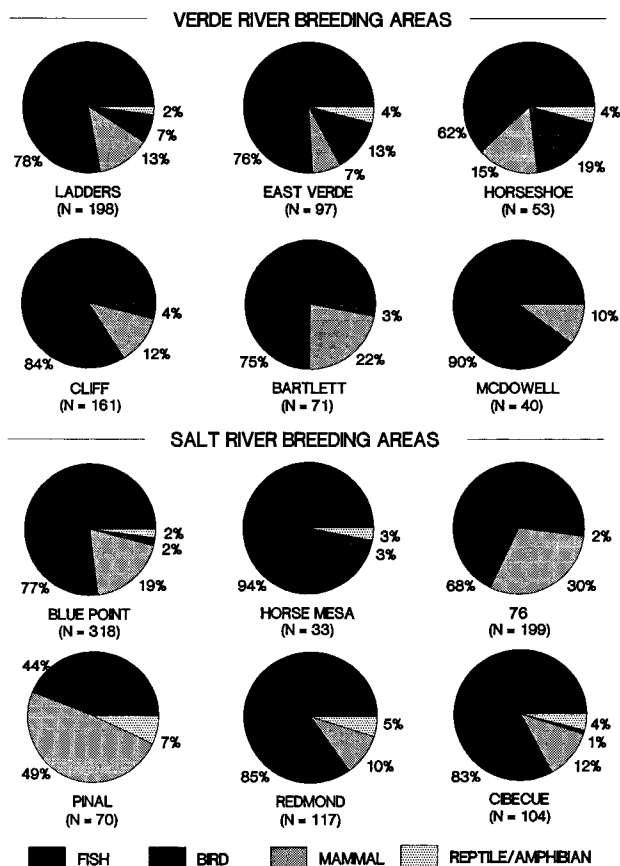 VERDE RIVER BREEDING AREAS
2%
7%
13%
78%
LADDERS
(N = 198)
4%
13%
7%
76%
EAST VERDE
(N = 97)
4%
19%
15%
62%
HORSESHOE
(N = 53)
4%
12%
84%
CLIFF
(N = 161)
3%
22%
75%
BARTLETT
(N = 71)
10%
90%
MCDOWELL
(N = 40)
SALT RIVER BREEDING AREAS
2%
2%
19%
77%
BLUE POINT
(N = 318)
3%
3%
94%
HORSE MESA
(N = 33)
2%
30%
68%
76
(N = 199)
44%
7%
49%
PINAL
(N = 70)
5%
10%
85%
REDMOND
(N = 117)
4%
1%
12%
83%
CIBECUE
(N = 104)
FISH BIRD MAMMAL REPTILE/AMPHIBIAN